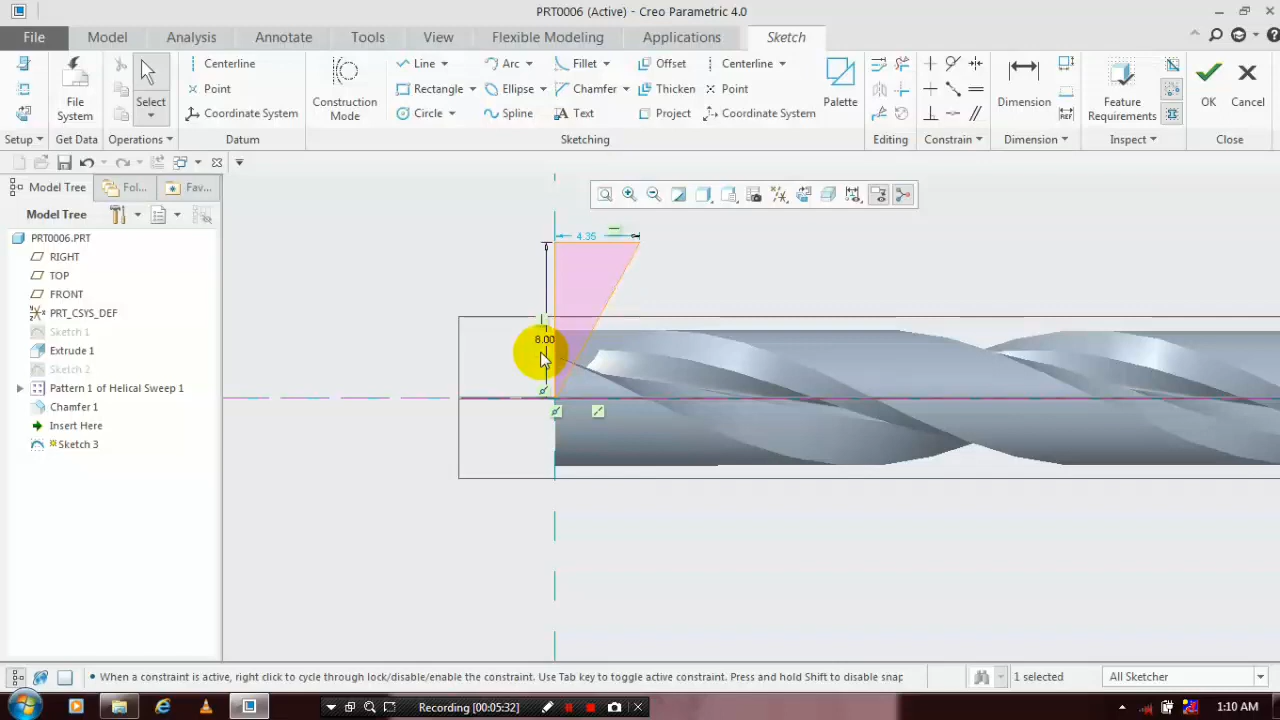 PRT0006 (Active) - Creo Parametric 4.0
File Model Analysis Annotate Tools View Flexible Modeling Applications Sketch
Centerline Line Arc Fillet Offset Centerline
Point Rectangle Ellipse Chamfer Thicken Point
Coordinate System Circle Spline Text Project Coordinate System
File System
Select
Construction Mode
Palette
Dimension
Feature Requirements
OK Cancel
Setup Get Data Operations Datum Sketching Editing Constrain Dimension Inspect Close
Model Tree Fol... Fav...
Model Tree
PRT0006.PRT
RIGHT
TOP
FRONT
PRT_CSYS_DEF
Sketch 1
Extrude 1
Sketch 2
Pattern 1 of Helical Sweep 1
Chamfer 1
Insert Here
Sketch 3
4.35
8.00
When a constraint is active, right click to cycle through lock/disable/enable the constraint. Use Tab key to toggle active constraint. Press and hold Shift to disable snap
1 selected
All Sketcher
Recording [00:05:32]
1:10 AM